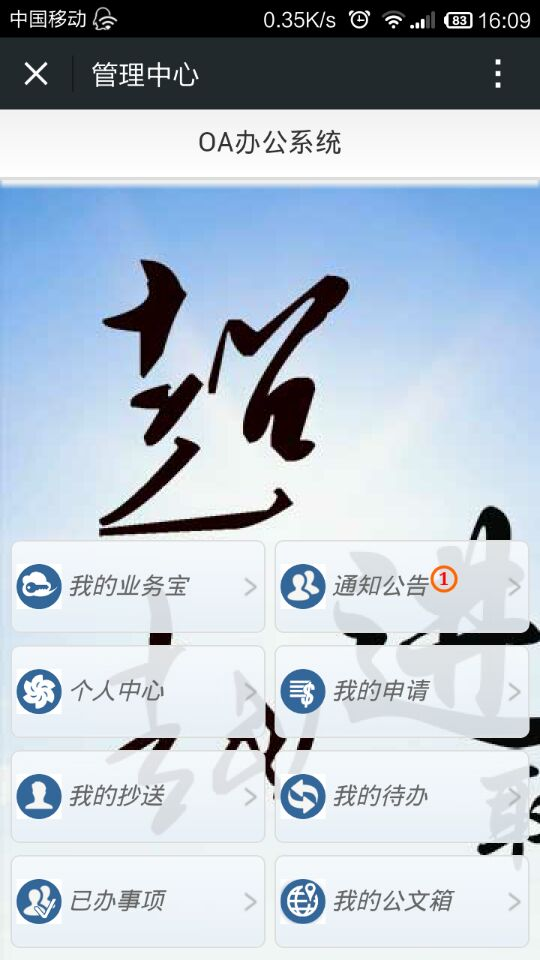 中国移动 0.35K/s 83 16:09
管理中心
OA办公系统
超
进
我的业务宝 通知公告 1
个人中心 我的申请
我的抄送 我的待办
已办事项 我的公文箱